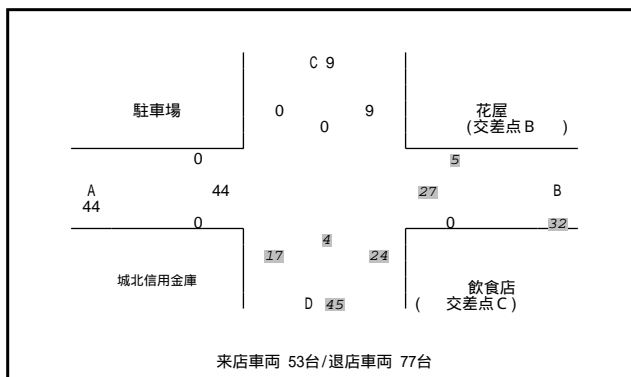 C 9
駐車場 0 9 花屋
0 (交差点B )
0 5
A 44 27 B
44
0 0 32
4
17 24
城北信用金庫 飲食店
D 45 ( 交差点C)
来店車両 53台/退店車両 77台